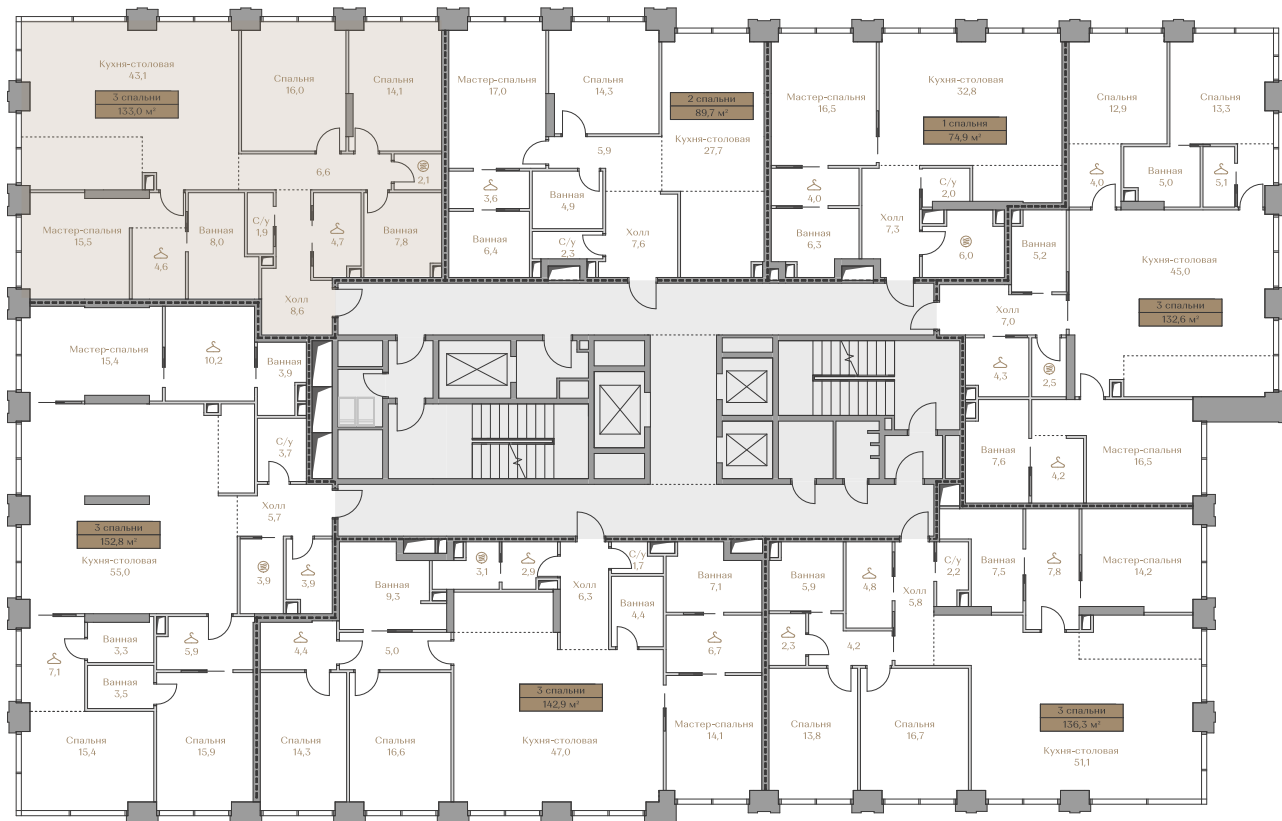 Кухня-столовая
43,1
3 спальни
133,0 м²
Спальня
16,0
Спальня
14,1
6,6
2,1
Мастер-спальня
15,5
4,6
Ванная
8,0
С/у
1,9
4,7
Ванная
7,8
Холл
8,6
Мастер-спальня
17,0
Спальня
14,3
2 спальни
89,7 м²
Кухня-столовая
27,7
5,9
3,6
Ванная
4,9
Ванная
6,4
С/у
2,3
Холл
7,6
Мастер-спальня
16,5
Кухня-столовая
32,8
1 спальня
74,9 м²
4,0
С/у
2,0
Ванная
6,3
Холл
7,3
6,0
Спальня
12,9
Спальня
13,3
4,0
Ванная
5,0
5,1
Ванная
5,2
Кухня-столовая
45,0
3 спальни
132,6 м²
Холл
7,0
4,3
2,5
Ванная
7,6
4,2
Мастер-спальня
16,5
Мастер-спальня
15,4
10,2
Ванная
3,9
С/у
3,7
Холл
5,7
3 спальни
152,8 м²
Кухня-столовая
55,0
3,9
3,9
Ванная
3,3
5,9
7,1
Ванная
3,5
Спальня
15,4
Спальня
15,9
Ванная
9,3
3,1
2,9
С/у
1,7
Холл
6,3
Ванная
4,4
Ванная
7,1
4,4
5,0
6,7
3 спальни
142,9 м²
Спальня
14,3
Спальня
16,6
Кухня-столовая
47,0
Мастер-спальня
14,1
Ванная
5,9
4,8
Холл
5,8
С/у
2,2
Ванная
7,5
7,8
Мастер-спальня
14,2
2,3
4,2
Спальня
13,8
Спальня
16,7
3 спальни
136,3 м²
Кухня-столовая
51,1